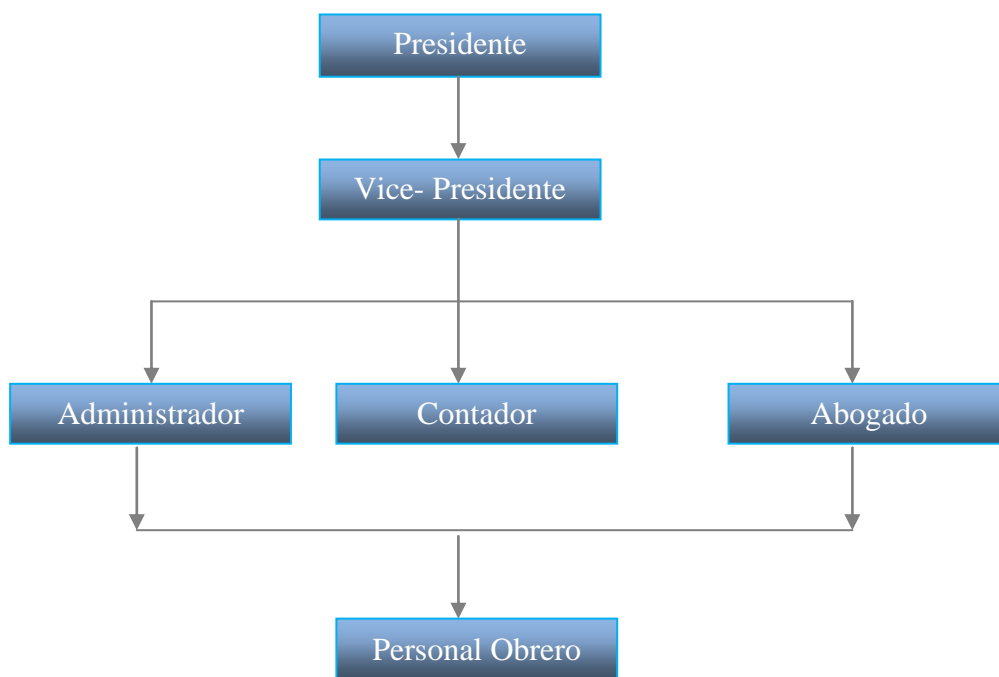 Presidente
Vice- Presidente
Administrador
Contador
Abogado
Personal Obrero